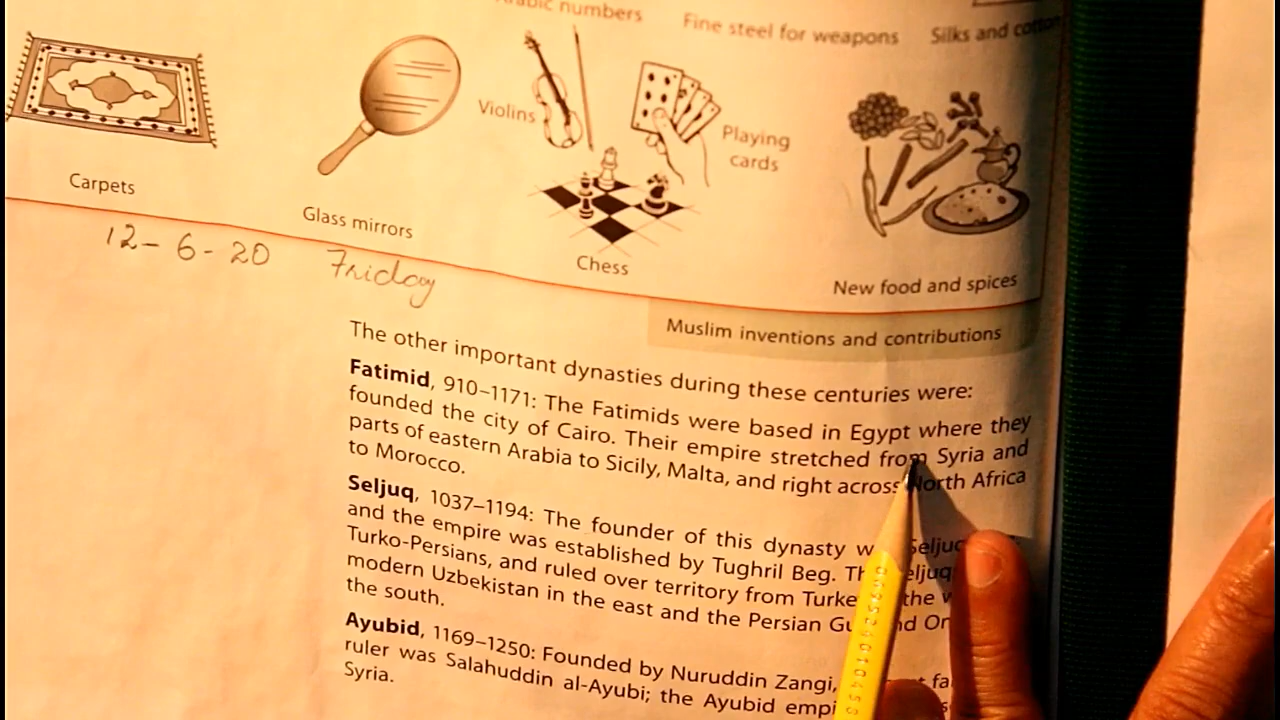 numbers
Fine steel for weapons
Silks and
Violins
Playing
cards
Carpets
Glass mirrors
Chess
New food and spices
12-6-20 Friday
Muslim inventions and contributions
The other important dynasties during these centuries were:
Fatimid, 910–1171: The Fatimids were based in Egypt where they
founded the city of Cairo. Their empire stretched from Syria and
parts of eastern Arabia to Sicily, Malta, and right across North Africa
to Morocco.
Seljuq, 1037–1194: The founder of this dynasty
and the empire was established by Tughril Beg.
Turko-Persians, and ruled over territory from the
modern Uzbekistan in the east and the Persian
the south.
Ayubid, 1169–1250: Founded by Nuruddin Zangi,
ruler was Salahuddin al-Ayubi; the Ayubid
Syria.